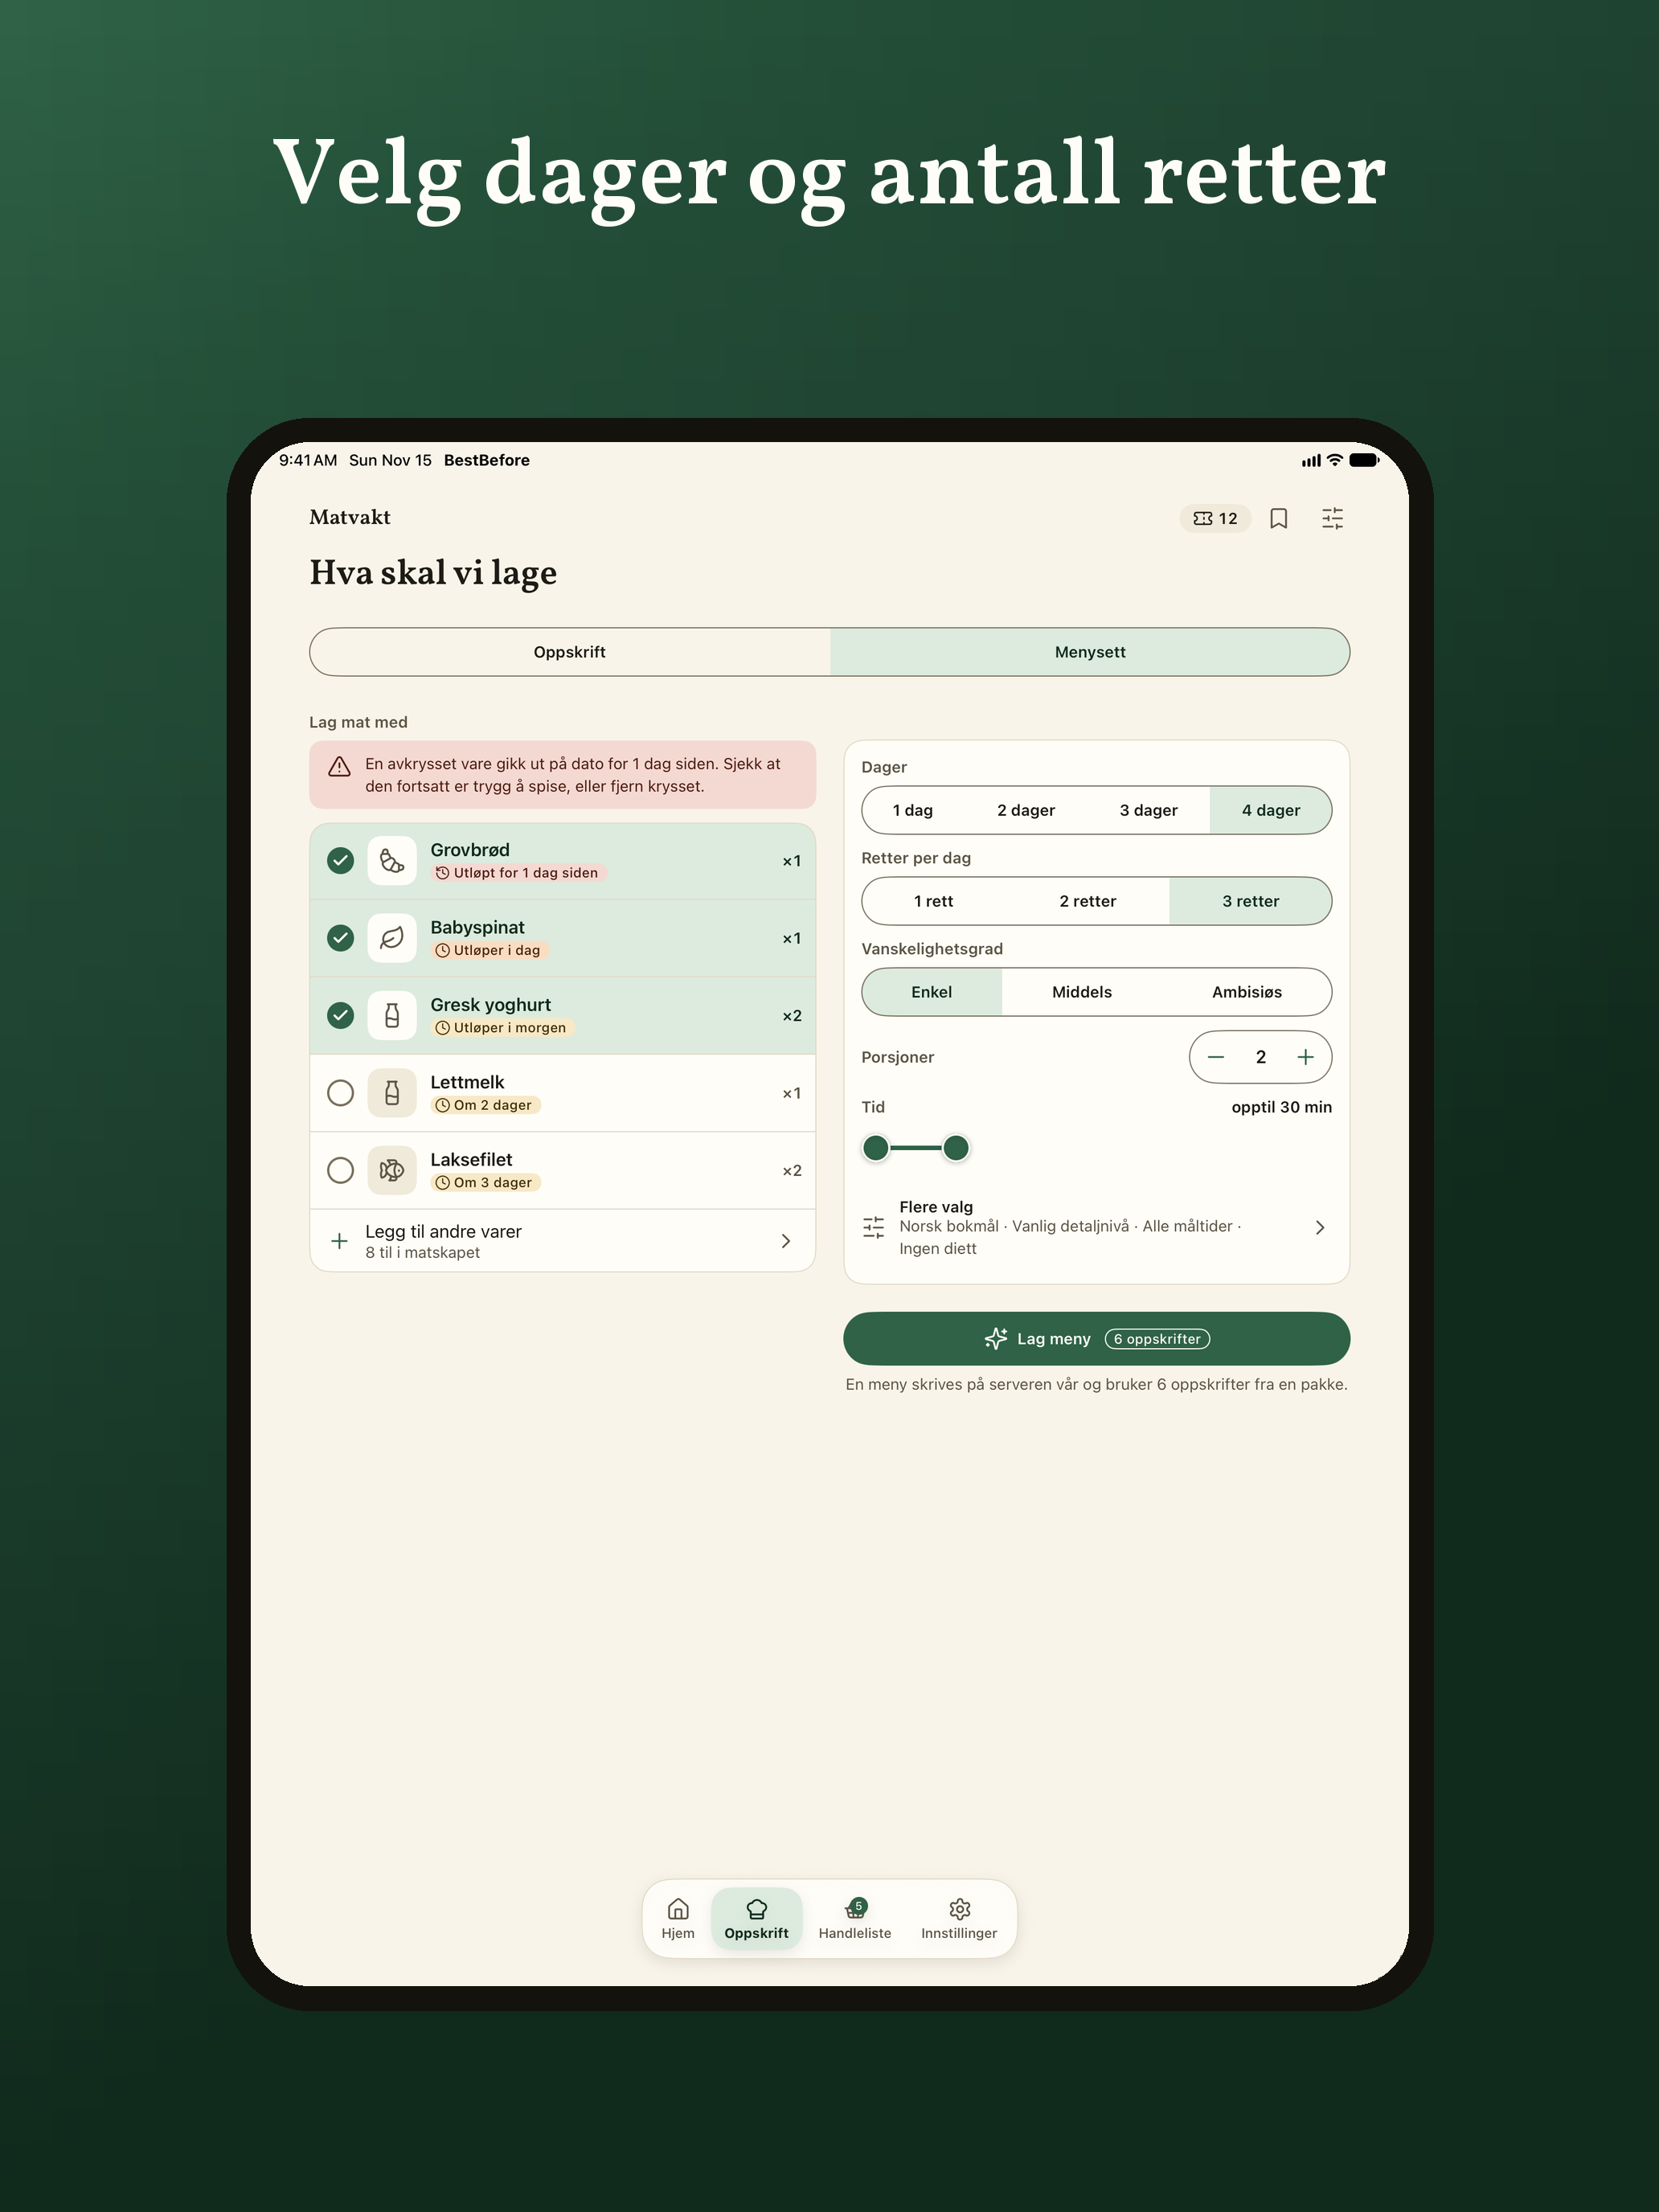 Velg dager og antall retter
9:41 AM Sun Nov 15 BestBefore
Matvakt
12
Hva skal vi lage
Oppskrift
Menysett
Lag mat med
En avkrysset vare gikk ut på dato for 1 dag siden. Sjekk at
den fortsatt er trygg å spise, eller fjern krysset.
Grovbrød
Utløpt for 1 dag siden
×1
Babyspinat
Utløper i dag
×1
Gresk yoghurt
Utløper i morgen
×2
Lettmelk
Om 2 dager
×1
Laksefilet
Om 3 dager
×2
Legg til andre varer
8 til i matskapet
Dager
1 dag
2 dager
3 dager
4 dager
Retter per dag
1 rett
2 retter
3 retter
Vanskelighetsgrad
Enkel
Middels
Ambisiøs
Porsjoner
2
Tid
opptil 30 min
Flere valg
Norsk bokmål · Vanlig detaljnivå · Alle måltider ·
Ingen diett
Lag meny
6 oppskrifter
En meny skrives på serveren vår og bruker 6 oppskrifter fra en pakke.
Hjem
Oppskrift
5
Handleliste
Innstillinger